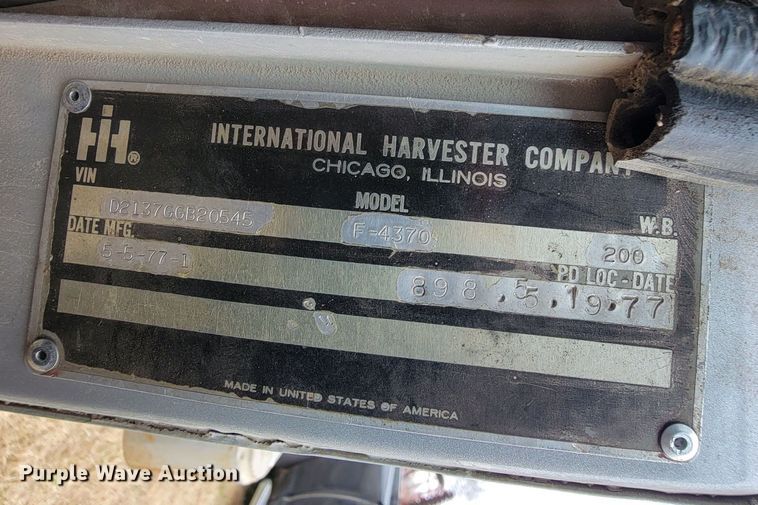 IH®
INTERNATIONAL HARVESTER COMPANY
CHICAGO, ILLINOIS
VIN MODEL W.B.
D2137GGB20545 F-4370 200
DATE MFG. PD LOC-DATE
5-5-77-1 898 5.5.19.77
MADE IN UNITED STATES OF AMERICA
Purple Wave Auction